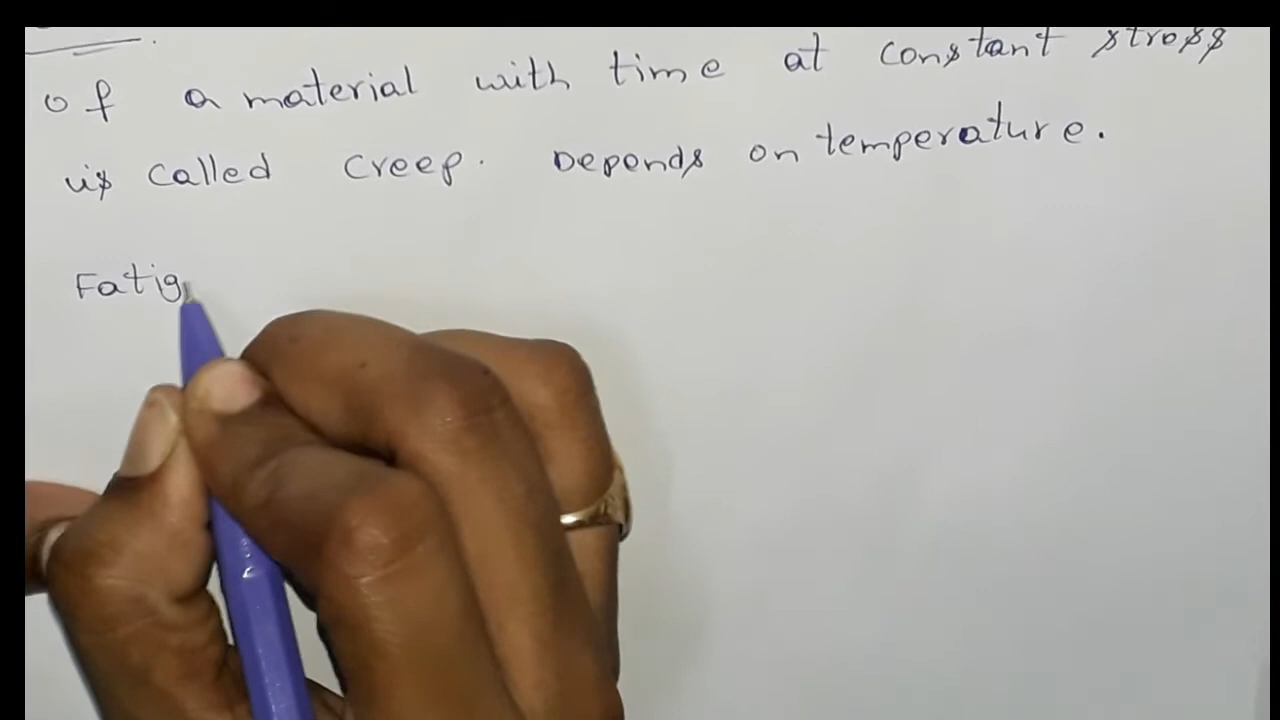 of a material with time at constant stress
is called creep. Depends on temperature.
Fatig